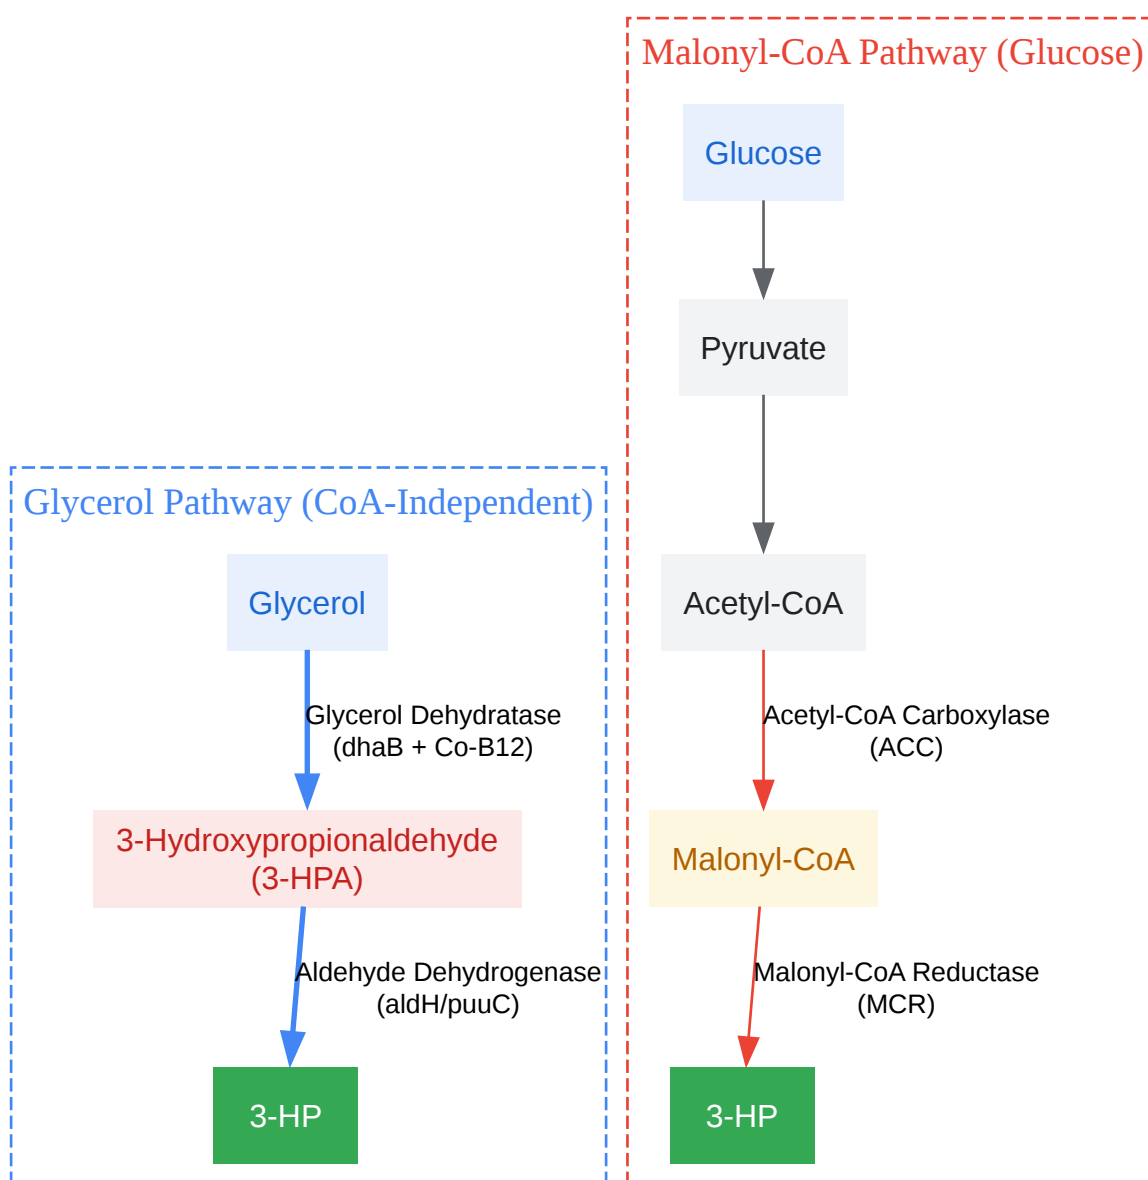 Malonyl-CoA Pathway (Glucose)
Glucose
Pyruvate
Acetyl-CoA
Acetyl-CoA Carboxylase
(ACC)
Malonyl-CoA
Malonyl-CoA Reductase
(MCR)
3-HP
Glycerol Pathway (CoA-Independent)
Glycerol
Glycerol Dehydratase
(dhaB + Co-B12)
3-Hydroxypropionaldehyde
(3-HPA)
Aldehyde Dehydrogenase
(aldH/puuC)
3-HP